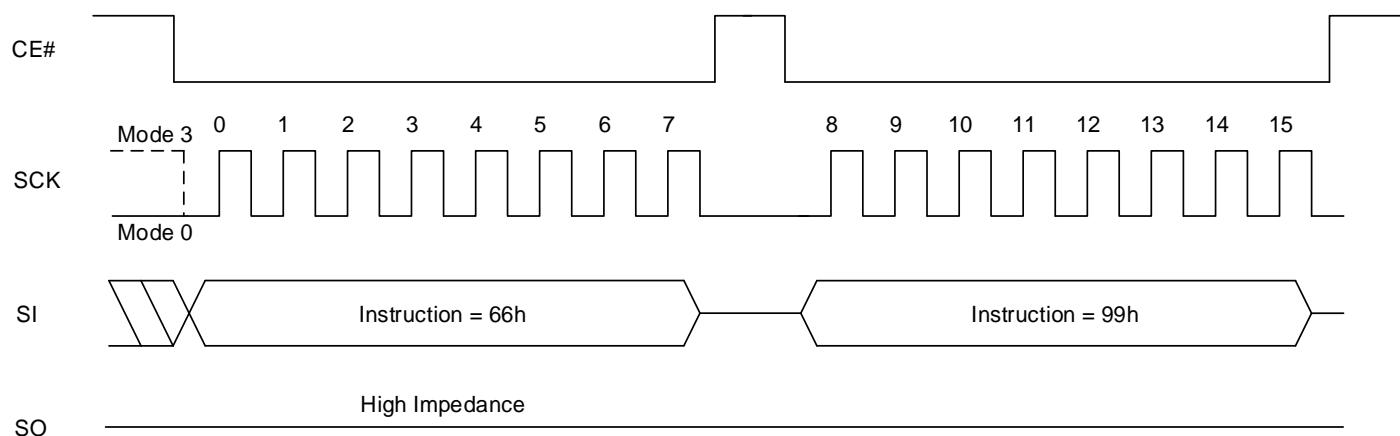 CE#
Mode 3
0 1 2 3 4 5 6 7 8 9 10 11 12 13 14 15
SCK
Mode 0
SI
Instruction = 66h
Instruction = 99h
High Impedance
SO